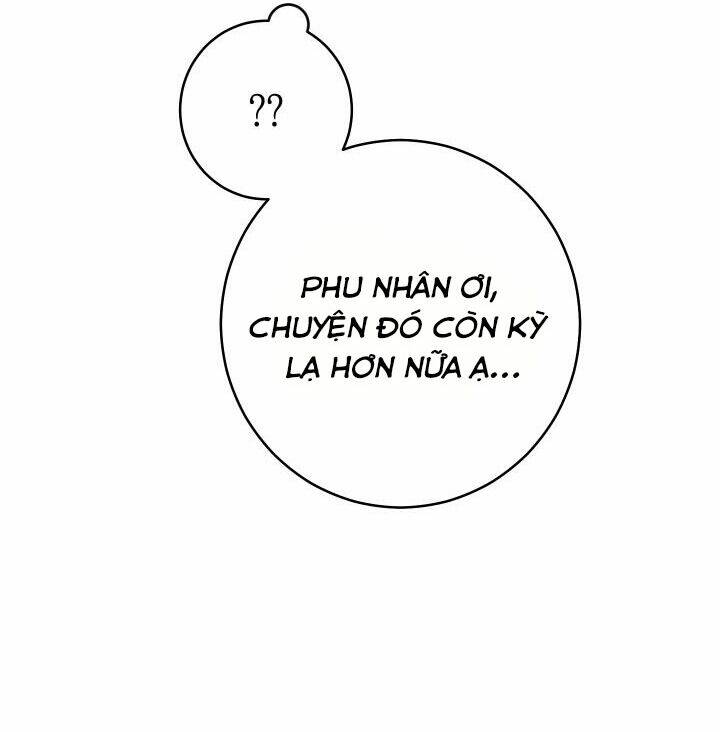 ??
PHU NHÂN ƠI,
CHUYỆN ĐÓ CÒN KỲ
LẠ HƠN NỮA Ạ...